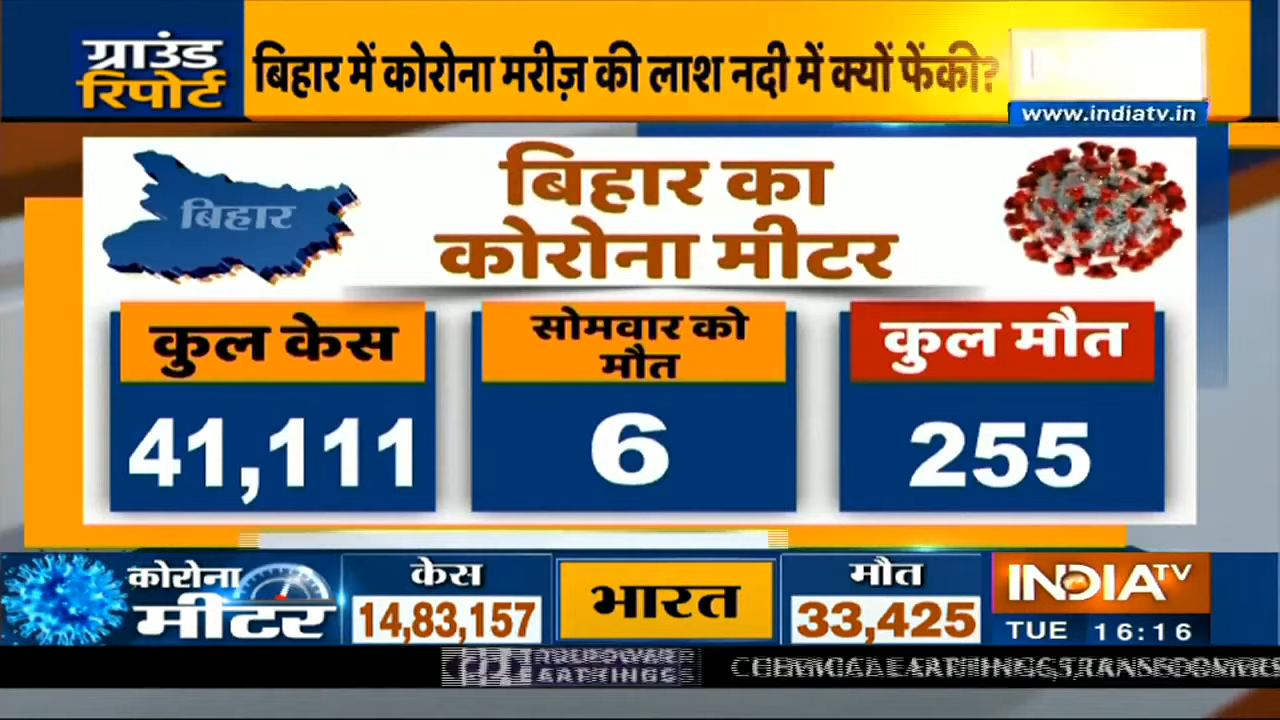 ग्राउंड
रिपोर्ट
बिहार में कोरोना मरीज़ की लाश नदी में क्यों फेंकी?
www.indiatv.in
बिहार
बिहार का
कोरोना मीटर
कुल केस
41,111
सोमवार को
मौत
6
कुल मौत
255
कोरोना
मीटर
केस
14,83,157
भारत
मौत
33,425
INDIA TV
TUE 16:16